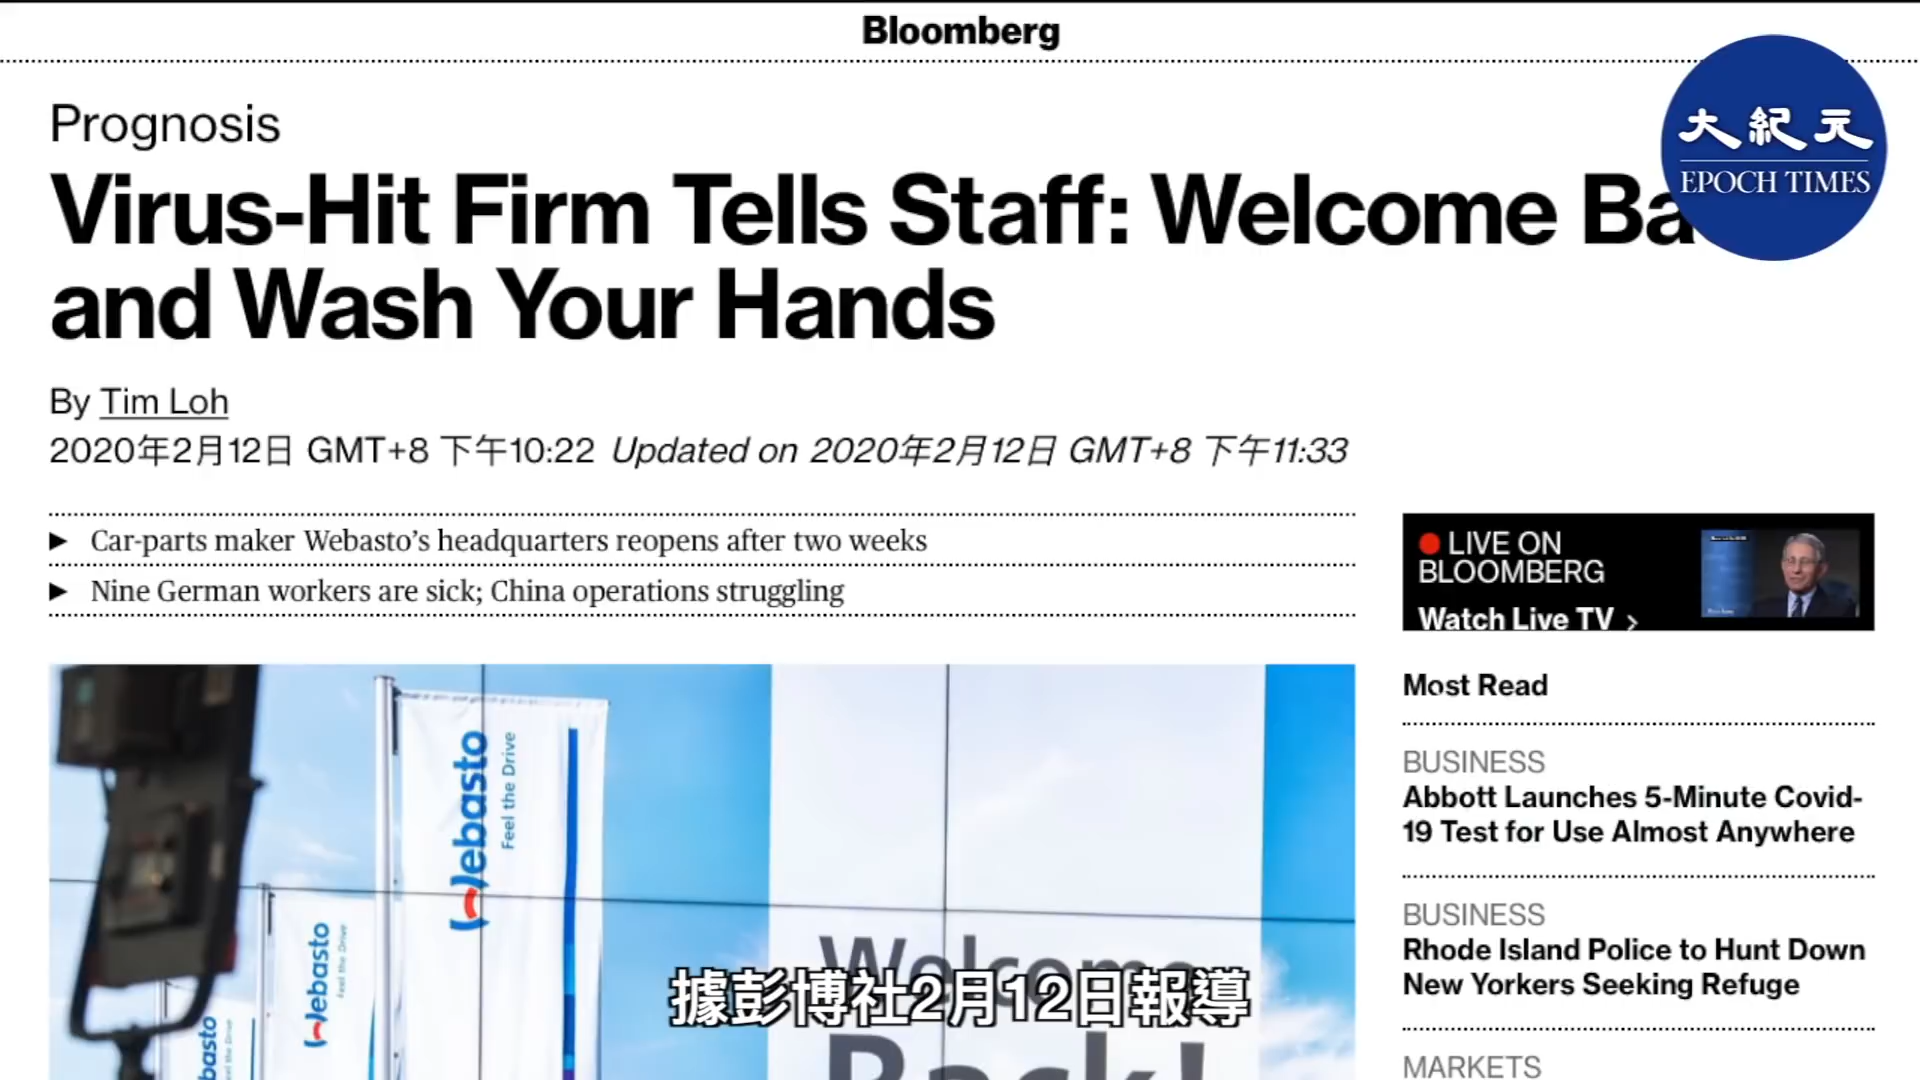 Bloomberg
大紀元
EPOCH TIMES
Prognosis
Virus-Hit Firm Tells Staff: Welcome Ba
and Wash Your Hands
By Tim Loh
2020年2月12日 GMT+8 下午10:22 Updated on 2020年2月12日 GMT+8 下午11:33
▶ Car-parts maker Webasto’s headquarters reopens after two weeks
▶ Nine German workers are sick; China operations struggling
LIVE ON
BLOOMBERG
Watch Live TV ›
Most Read
BUSINESS
Abbott Launches 5-Minute Covid-
19 Test for Use Almost Anywhere
BUSINESS
Rhode Island Police to Hunt Down
New Yorkers Seeking Refuge
MARKETS
Webasto
Feel the Drive
Webasto
Feel the Drive
basto
Welcome
Back!
據彭博社2月12日報導